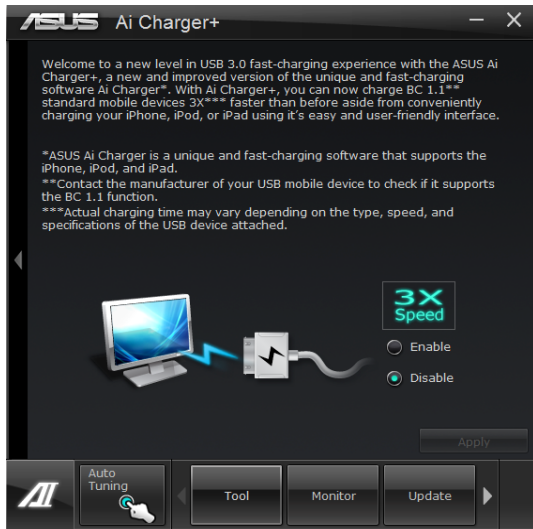 ASUS Ai Charger+
Welcome to a new level in USB 3.0 fast-charging experience with the ASUS Ai
Charger+, a new and improved version of the unique and fast-charging
software Ai Charger*. With Ai Charger+, you can now charge BC 1.1**
standard mobile devices 3X*** faster than before aside from conveniently
charging your iPhone, iPod, or iPad using it's easy and user-friendly interface.
*ASUS Ai Charger is a unique and fast-charging software that supports the
iPhone, iPod, and iPad.
**Contact the manufacturer of your USB mobile device to check if it supports
the BC 1.1 function.
***Actual charging time may vary depending on the type, speed, and
specifications of the USB device attached.
3X
Speed
Enable
Disable
Apply
AI
Auto
Tuning
Tool
Monitor
Update